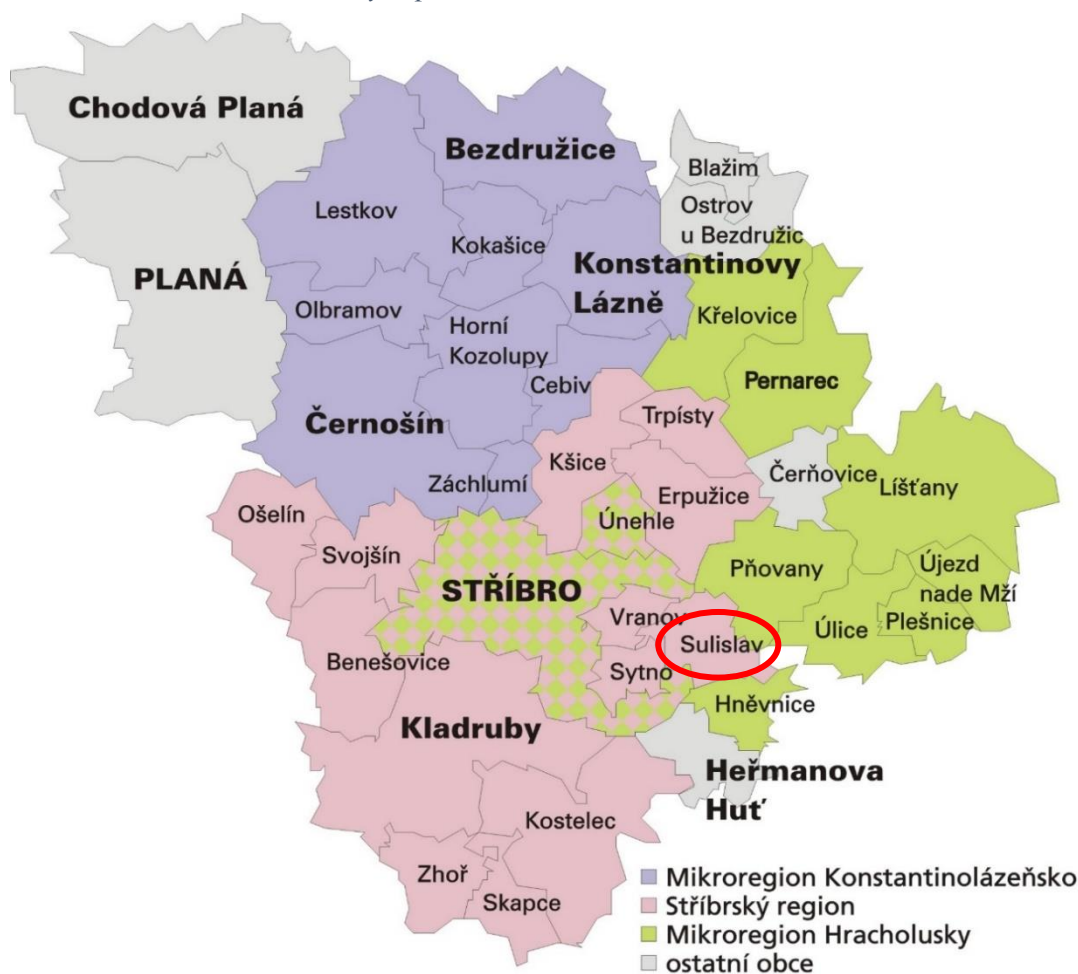 Chodová Planá
Bezdružice
Blažim
Lestkov
Ostrov
u Bezdružic
Kokašice
Konstantinovy
Lázně
PLANÁ
Olbramov
Křelovice
Horní
Kozolupy
Cebiv
Pernarec
Černošín
Trpísty
Kšice
Záchlumí
Erpužice
Čerňovice
Líšťany
Ošelín
Únehle
Svojšín
Pňovany
Újezd
nade Mží
STŘÍBRO
Vranov
Úlice
Plešnice
Sulislav
Benešovice
Sytno
Hněvnice
Kladruby
Heřmanova
Huť
Kostelec
Zhoř
Skapce
Mikroregion Konstantinolázeňsko
Stříbrský region
Mikroregion Hracholusky
ostatní obce